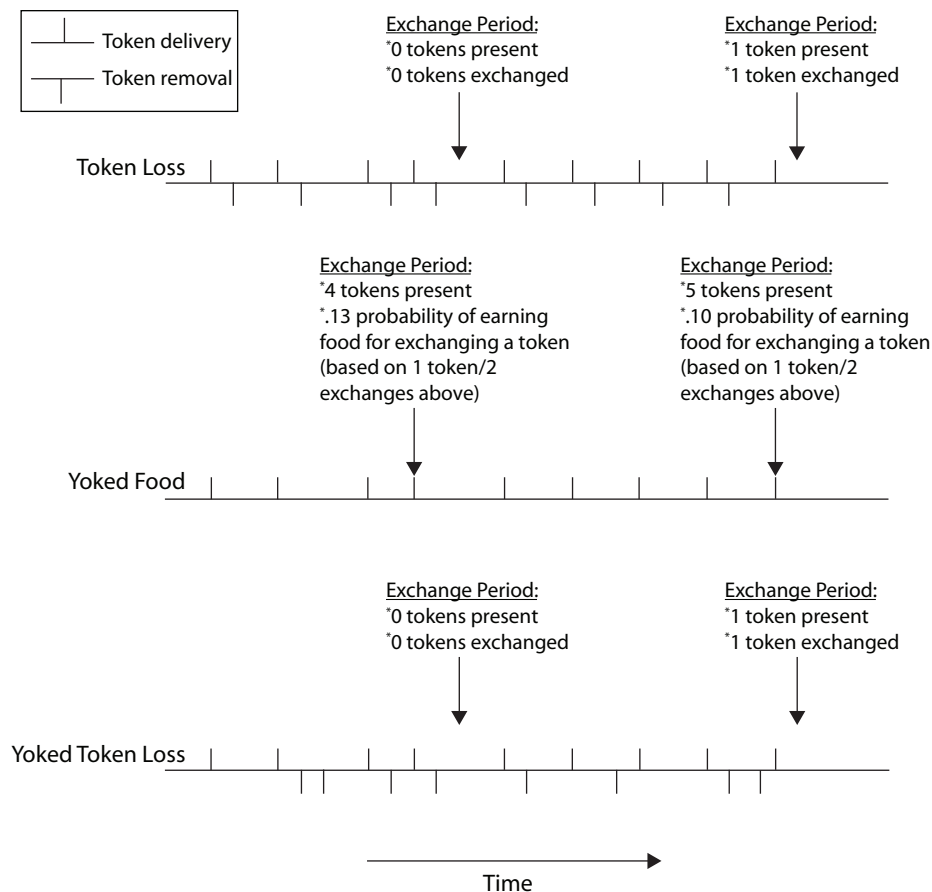 Token delivery
Token removal
Exchange Period:
*0 tokens present
*0 tokens exchanged
Exchange Period:
*1 token present
*1 token exchanged
Token Loss
Exchange Period:
*4 tokens present
*.13 probability of earning
food for exchanging a token
(based on 1 token/2
exchanges above)
Exchange Period:
*5 tokens present
*.10 probability of earning
food for exchanging a token
(based on 1 token/2
exchanges above)
Yoked Food
Exchange Period:
*0 tokens present
*0 tokens exchanged
Exchange Period:
*1 token present
*1 token exchanged
Yoked Token Loss
Time